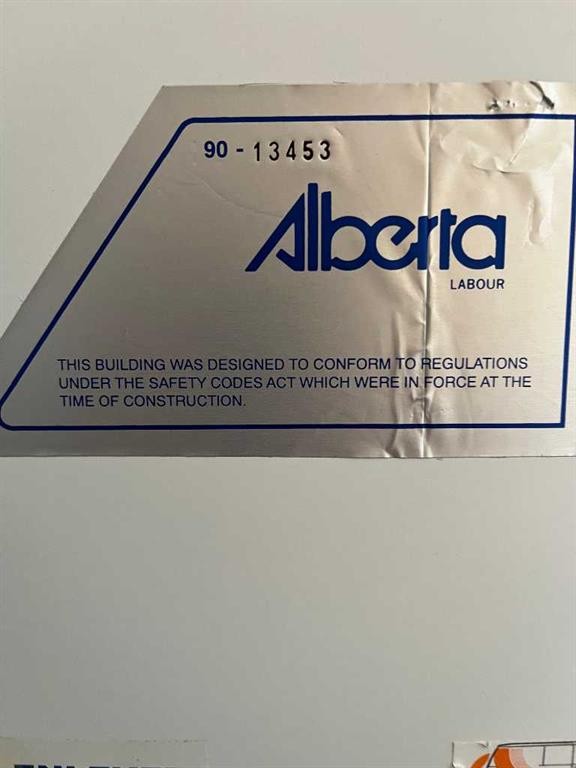 90 - 13453
Alberta
LABOUR
THIS BUILDING WAS DESIGNED TO CONFORM TO REGULATIONS
UNDER THE SAFETY CODES ACT WHICH WERE IN FORCE AT THE
TIME OF CONSTRUCTION.